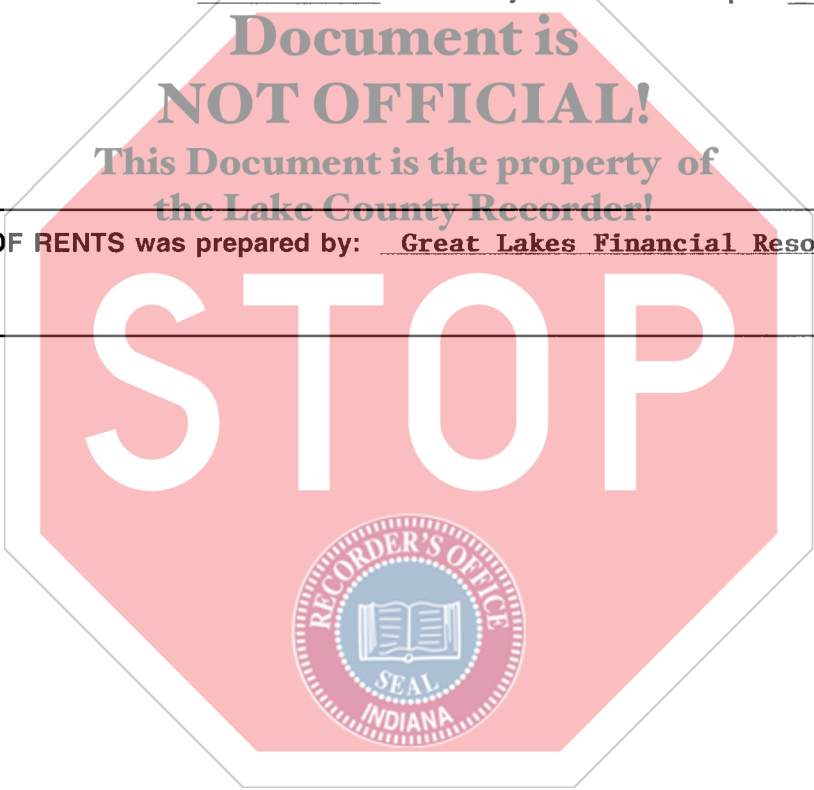 Document is
NOT OFFICIAL!
This Document is the property of
the Lake County Recorder!
OF RENTS was prepared by: Great Lakes Financial
STOP
RECORDER'S OFFICE
SEAL
INDIANA